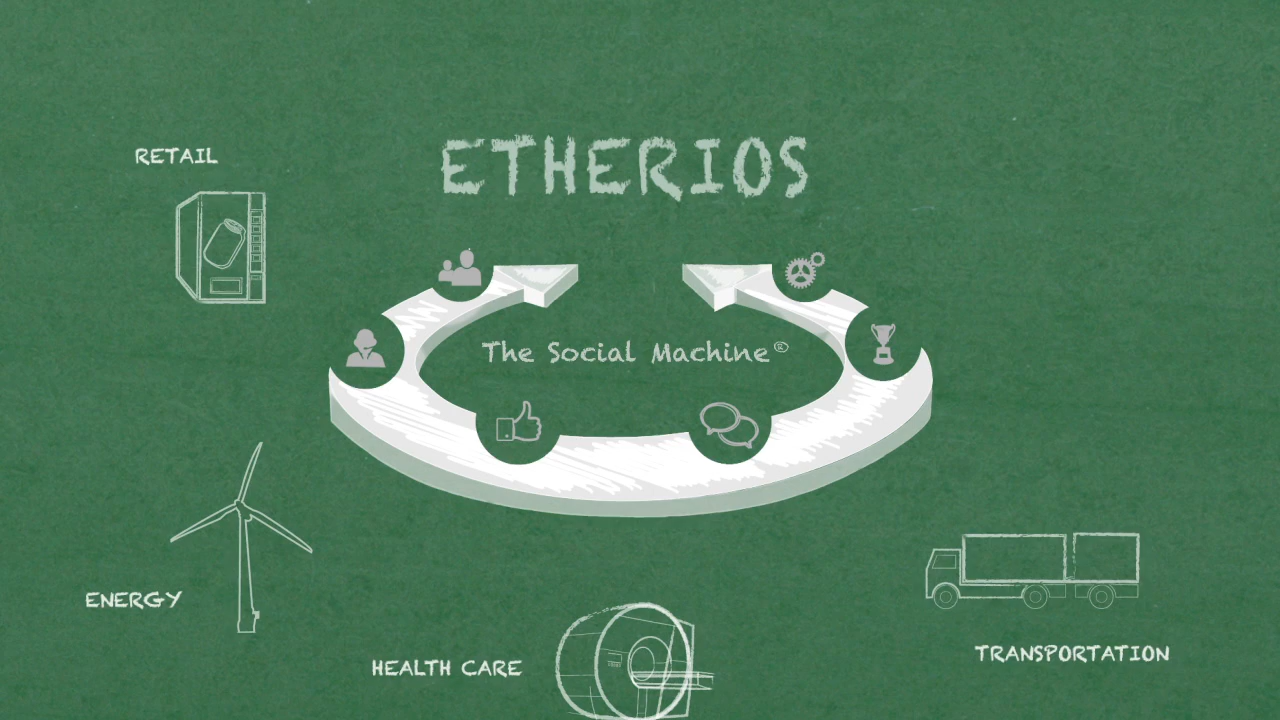 RETAIL
ETHERIOS
The Social Machine®
ENERGY
HEALTH CARE
TRANSPORTATION